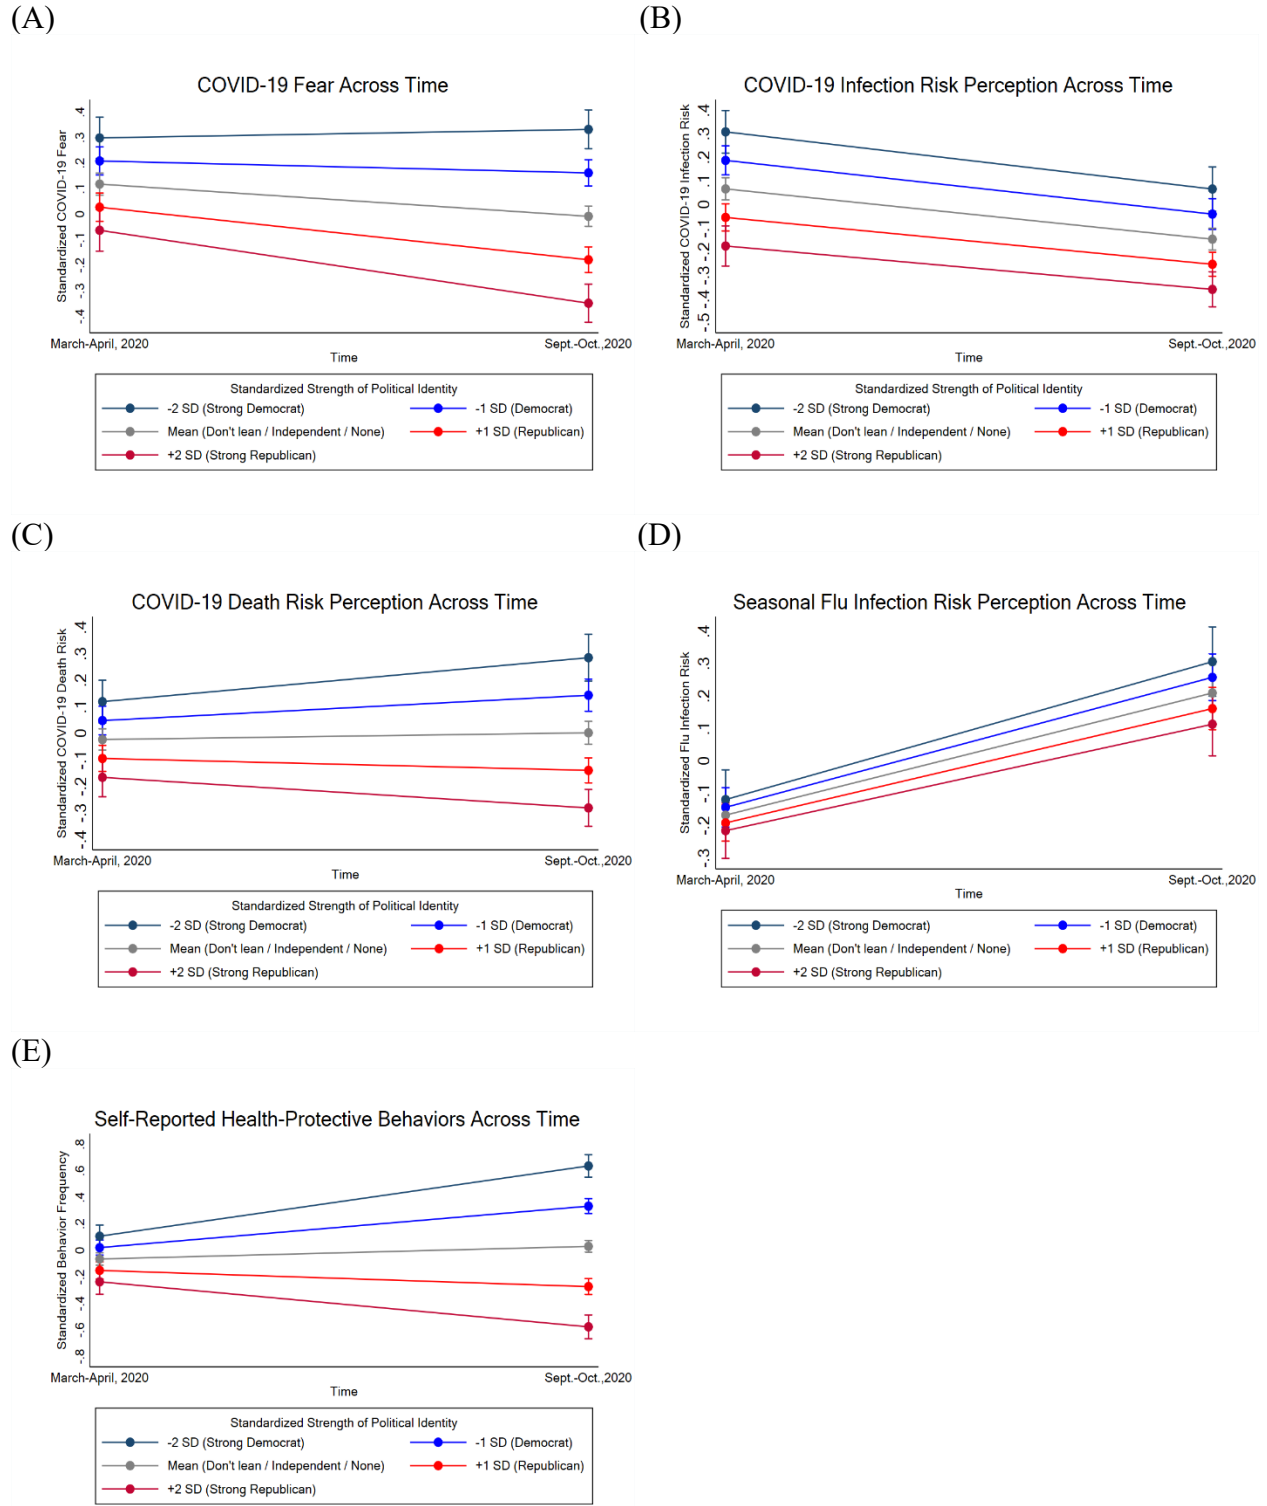 (A)
COVID-19 Fear Across Time
Standardized COVID-19 Fear
.4
.3
.2
.1
0
-.1
-.2
-.3
-.4
March-April, 2020
Sept.-Oct.,2020
Time
Standardized Strength of Political Identity
-2 SD (Strong Democrat)
-1 SD (Democrat)
Mean (Don't lean / Independent / None)
+1 SD (Republican)
+2 SD (Strong Republican)
(B)
COVID-19 Infection Risk Perception Across Time
Standardized COVID-19 Infection Risk
.4
.3
.2
.1
0
-.1
-.2
-.3
-.4
-.5
March-April, 2020
Sept.-Oct.,2020
Time
Standardized Strength of Political Identity
-2 SD (Strong Democrat)
-1 SD (Democrat)
Mean (Don't lean / Independent / None)
+1 SD (Republican)
+2 SD (Strong Republican)
(C)
COVID-19 Death Risk Perception Across Time
Standardized COVID-19 Death Risk
.4
.3
.2
.1
0
-.1
-.2
-.3
-.4
March-April, 2020
Sept.-Oct.,2020
Time
Standardized Strength of Political Identity
-2 SD (Strong Democrat)
-1 SD (Democrat)
Mean (Don't lean / Independent / None)
+1 SD (Republican)
+2 SD (Strong Republican)
(D)
Seasonal Flu Infection Risk Perception Across Time
Standardized Flu Infection Risk
.4
.3
.2
.1
0
-.1
-.2
-.3
March-April, 2020
Sept.-Oct.,2020
Time
Standardized Strength of Political Identity
-2 SD (Strong Democrat)
-1 SD (Democrat)
Mean (Don't lean / Independent / None)
+1 SD (Republican)
+2 SD (Strong Republican)
(E)
Self-Reported Health-Protective Behaviors Across Time
Standardized Behavior Frequency
.8
.6
.4
.2
0
-.2
-.4
-.6
-.8
March-April, 2020
Sept.-Oct.,2020
Time
Standardized Strength of Political Identity
-2 SD (Strong Democrat)
-1 SD (Democrat)
Mean (Don't lean / Independent / None)
+1 SD (Republican)
+2 SD (Strong Republican)